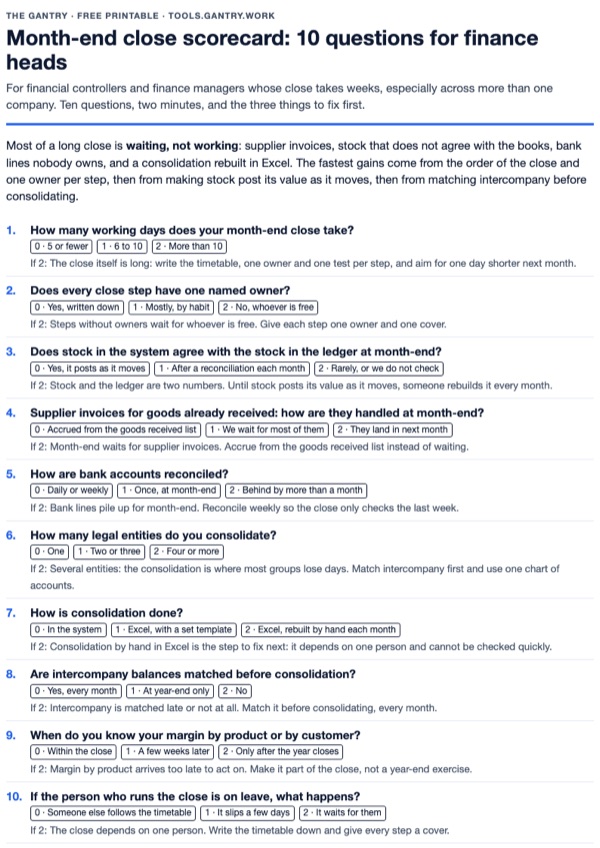 THE GANTRY · FREE PRINTABLE · TOOLS.GANTRY.WORK
Month-end close scorecard: 10 questions for finance
heads
For financial controllers and finance managers whose close takes weeks, especially across more than one
company. Ten questions, two minutes, and the three things to fix first.
Most of a long close is waiting, not working: supplier invoices, stock that does not agree with the books, bank
lines nobody owns, and a consolidation rebuilt in Excel. The fastest gains come from the order of the close and
one owner per step, then from making stock post its value as it moves, then from matching intercompany before
consolidating.
1. How many working days does your month-end close take?
0 · 5 or fewer 1 · 6 to 10 2 · More than 10
If 2: The close itself is long: write the timetable, one owner and one test per step, and aim for one day shorter next month.
2. Does every close step have one named owner?
0 · Yes, written down 1 · Mostly, by habit 2 · No, whoever is free
If 2: Steps without owners wait for whoever is free. Give each step one owner and one cover.
3. Does stock in the system agree with the stock in the ledger at month-end?
0 · Yes, it posts as it moves 1 · After a reconciliation each month 2 · Rarely, or we do not check
If 2: Stock and the ledger are two numbers. Until stock posts its value as it moves, someone rebuilds it every month.
4. Supplier invoices for goods already received: how are they handled at month-end?
0 · Accrued from the goods received list 1 · We wait for most of them 2 · They land in next month
If 2: Month-end waits for supplier invoices. Accrue from the goods received list instead of waiting.
5. How are bank accounts reconciled?
0 · Daily or weekly 1 · Once, at month-end 2 · Behind by more than a month
If 2: Bank lines pile up for month-end. Reconcile weekly so the close only checks the last week.
6. How many legal entities do you consolidate?
0 · One 1 · Two or three 2 · Four or more
If 2: Several entities: the consolidation is where most groups lose days. Match intercompany first and use one chart of
accounts.
7. How is consolidation done?
0 · In the system 1 · Excel, with a set template 2 · Excel, rebuilt by hand each month
If 2: Consolidation by hand in Excel is the step to fix next: it depends on one person and cannot be checked quickly.
8. Are intercompany balances matched before consolidation?
0 · Yes, every month 1 · At year-end only 2 · No
If 2: Intercompany is matched late or not at all. Match it before consolidating, every month.
9. When do you know your margin by product or by customer?
0 · Within the close 1 · A few weeks later 2 · Only after the year closes
If 2: Margin by product arrives too late to act on. Make it part of the close, not a year-end exercise.
10. If the person who runs the close is on leave, what happens?
0 · Someone else follows the timetable 1 · It slips a few days 2 · It waits for them
If 2: The close depends on one person. Write the timetable down and give every step a cover.